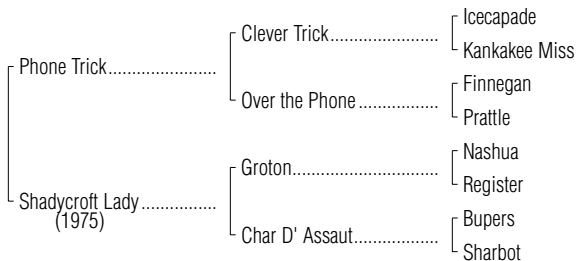 Icecapade
Clever Trick
Kankakee Miss
Phone Trick
Finnegan
Over the Phone
Prattle
Nashua
Groton
Register
Shadycroft Lady
(1975)
Bupers
Char D' Assaut
Sharbot